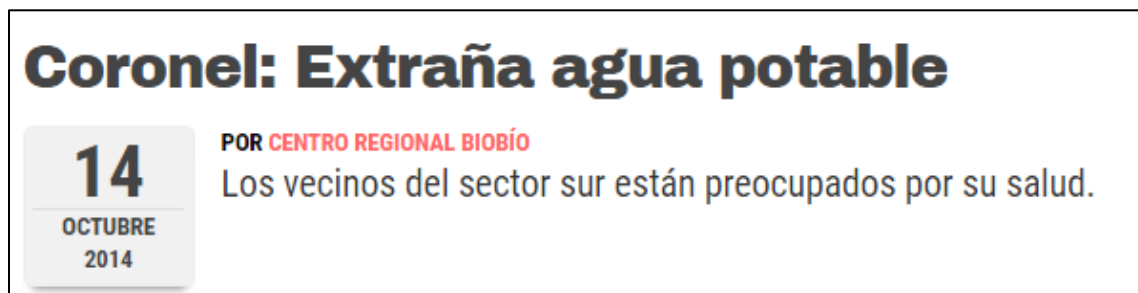 Coronel: Extraña agua potable
14
OCTUBRE
2014
POR CENTRO REGIONAL BIOBÍO
Los vecinos del sector sur están preocupados por su salud.